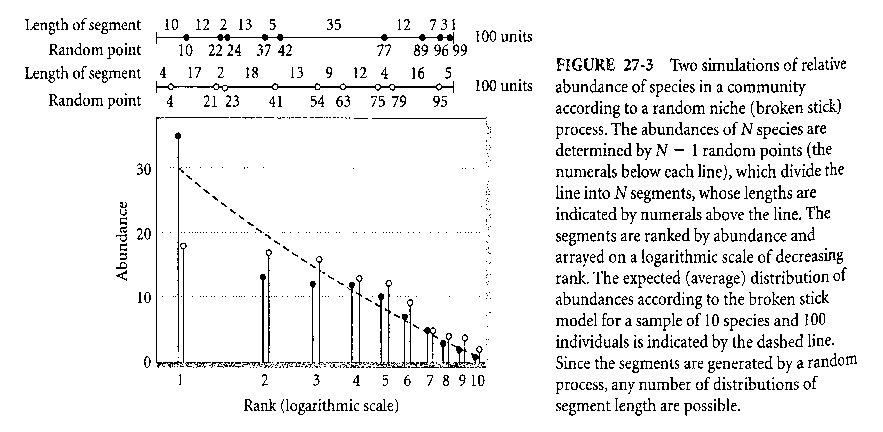 Length of segment 10 12 2 13 5 35 12 7 3 1
100 units
Random point 10 22 24 37 42 77 89 96 99
Length of segment 4 17 2 18 13 9 12 4 16 5
100 units
Random point 4 21 23 41 54 63 75 79 95
30
20
10
0
Abundance
1 2 3 4 5 6 7 8 9 10
Rank (logarithmic scale)
FIGURE 27-3 Two simulations of relative
abundance of species in a community
according to a random niche (broken stick)
process. The abundances of N species are
determined by N − 1 random points (the
numerals below each line), which divide the
line into N segments, whose lengths are
indicated by numerals above the line. The
segments are ranked by abundance and
arrayed on a logarithmic scale of decreasing
rank. The expected (average) distribution of
abundances according to the broken stick
model for a sample of 10 species and 100
individuals is indicated by the dashed line.
Since the segments are generated by a random
process, any number of distributions of
segment length are possible.